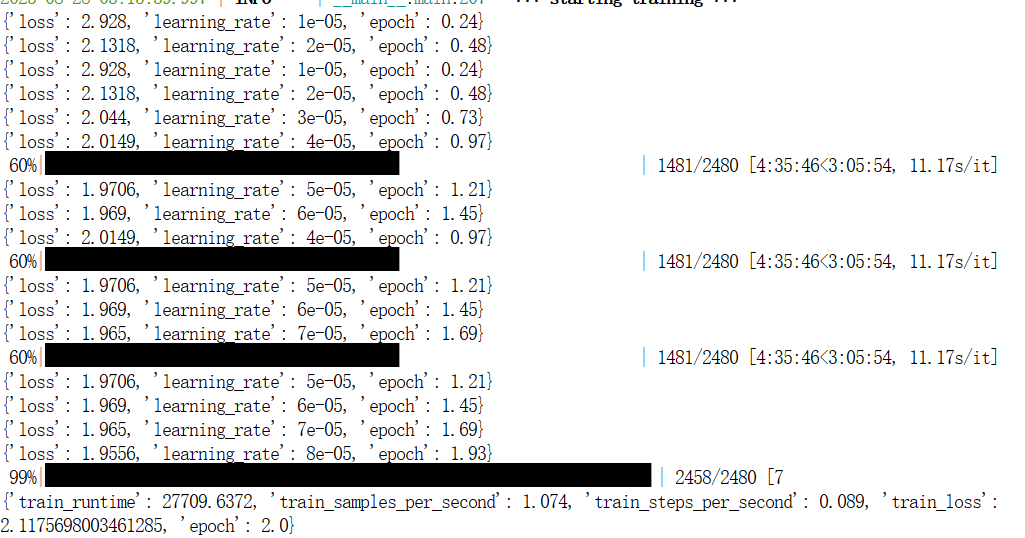 {'loss': 2.928, 'learning_rate': 1e-05, 'epoch': 0.24}
{'loss': 2.1318, 'learning_rate': 2e-05, 'epoch': 0.48}
{'loss': 2.928, 'learning_rate': 1e-05, 'epoch': 0.24}
{'loss': 2.1318, 'learning_rate': 2e-05, 'epoch': 0.48}
{'loss': 2.044, 'learning_rate': 3e-05, 'epoch': 0.73}
{'loss': 2.0149, 'learning_rate': 4e-05, 'epoch': 0.97}
60%| | 1481/2480 [4:35:46<3:05:54, 11.17s/it]
{'loss': 1.9706, 'learning_rate': 5e-05, 'epoch': 1.21}
{'loss': 1.969, 'learning_rate': 6e-05, 'epoch': 1.45}
{'loss': 2.0149, 'learning_rate': 4e-05, 'epoch': 0.97}
60%| | 1481/2480 [4:35:46<3:05:54, 11.17s/it]
{'loss': 1.9706, 'learning_rate': 5e-05, 'epoch': 1.21}
{'loss': 1.969, 'learning_rate': 6e-05, 'epoch': 1.45}
{'loss': 1.965, 'learning_rate': 7e-05, 'epoch': 1.69}
60%| | 1481/2480 [4:35:46<3:05:54, 11.17s/it]
{'loss': 1.9706, 'learning_rate': 5e-05, 'epoch': 1.21}
{'loss': 1.969, 'learning_rate': 6e-05, 'epoch': 1.45}
{'loss': 1.965, 'learning_rate': 7e-05, 'epoch': 1.69}
{'loss': 1.9556, 'learning_rate': 8e-05, 'epoch': 1.93}
99%| | 2458/2480 [7
{'train_runtime': 27709.6372, 'train_samples_per_second': 1.074, 'train_steps_per_second': 0.089, 'train_loss':
2.1175698003461285, 'epoch': 2.0}